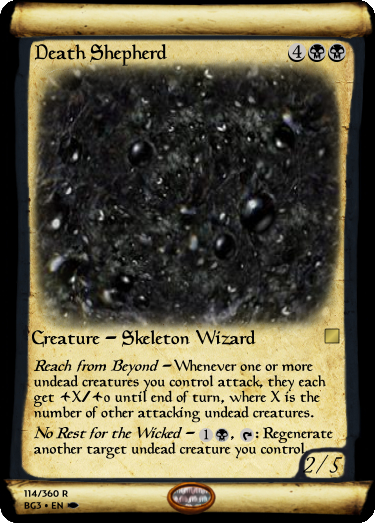 Death Shepherd 4
Creature – Skeleton Wizard
Reach from Beyond – Whenever one or more
undead creatures you control attack, they each
get +X/+0 until end of turn, where X is the
number of other attacking undead creatures.
No Rest for the Wicked – 1 , : Regenerate
another target undead creature you control
2/5
114/360 R
BG3 • EN